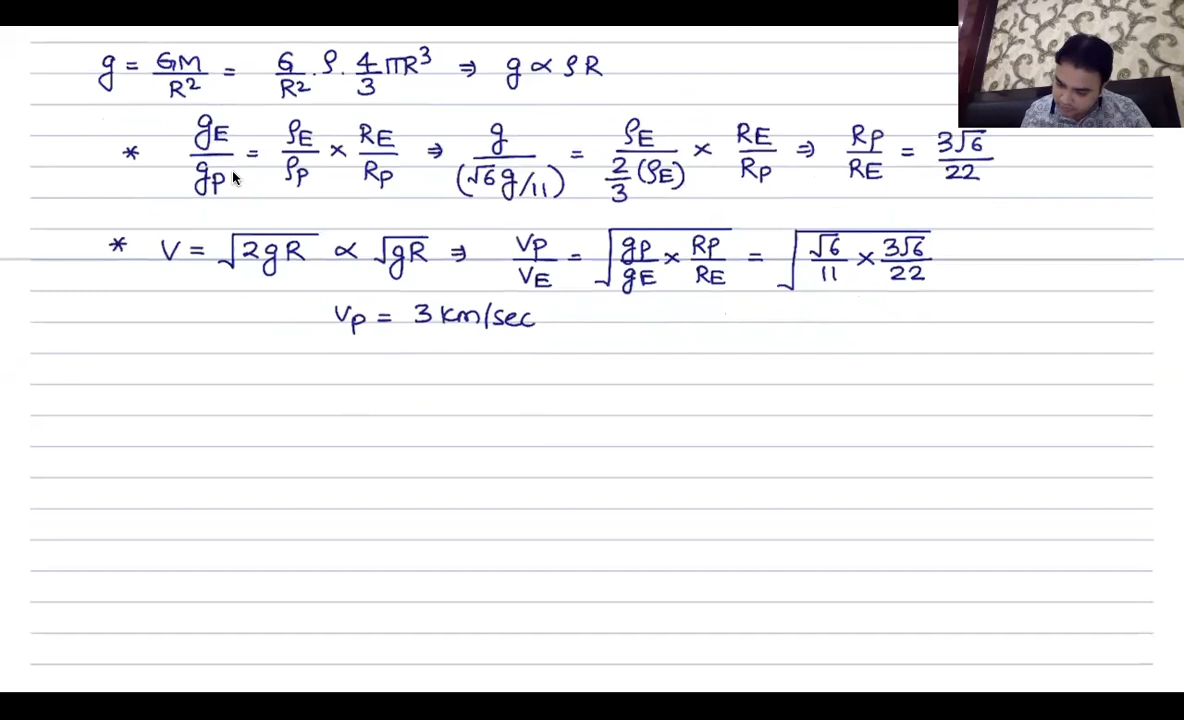 g = GM/R² = G/R² . ρ . 4/3 πR³ ⇒ g ∝ ρR
* gE/gP = ρE/ρP × RE/RP ⇒ g/(√6 g/11) = ρE/(2/3 (ρE)) × RE/RP ⇒ RP/RE = 3√6/22
* V = √2gR ∝ √gR ⇒ VP/VE = √(gP/gE × RP/RE) = √(√6/11 × 3√6/22)
VP = 3 km/sec